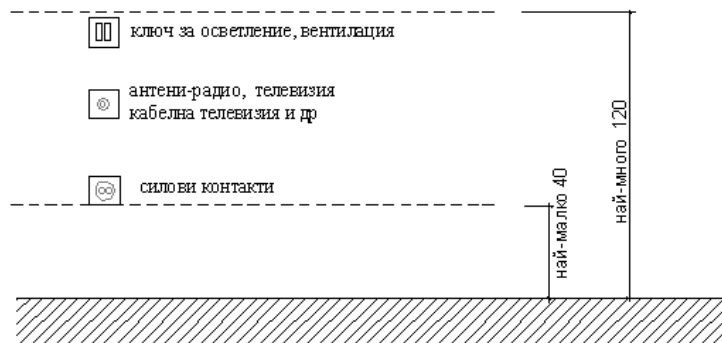 ключ за осветление, вентилация
антени-радио, телевизия
кабелна телевизия и др
силови контакти
най-малко 40
най-много 120